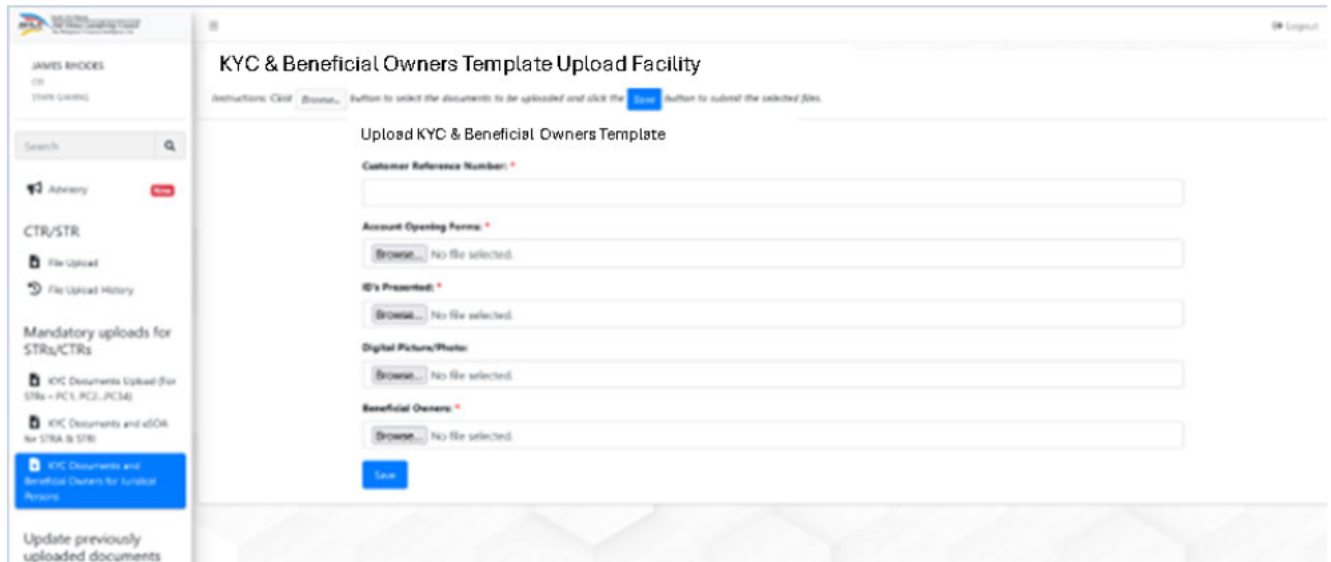 Logout
JAMES RHODES
CO
KYC & Beneficial Owners Template Upload Facility
Instructions: Click Browse... button to select the documents to be uploaded and click the Save button to submit the selected files.
Search
Upload KYC & Beneficial Owners Template
Customer Reference Number: *
Advisory New
CTR/STR
File Upload
File Upload History
Account Opening Forms: *
Browse... No file selected.
ID's Presented: *
Browse... No file selected.
Mandatory uploads for
STRs/CTRs
Digital Picture/Photo:
Browse... No file selected.
KYC Documents Upload (For
STRs – PC1, PC2...PC34)
KYC Documents and eSOA
for STRA & STRI
Beneficial Owners: *
Browse... No file selected.
KYC Documents and
Beneficial Owners for Juridical
Persons
Save
Update previously
uploaded documents